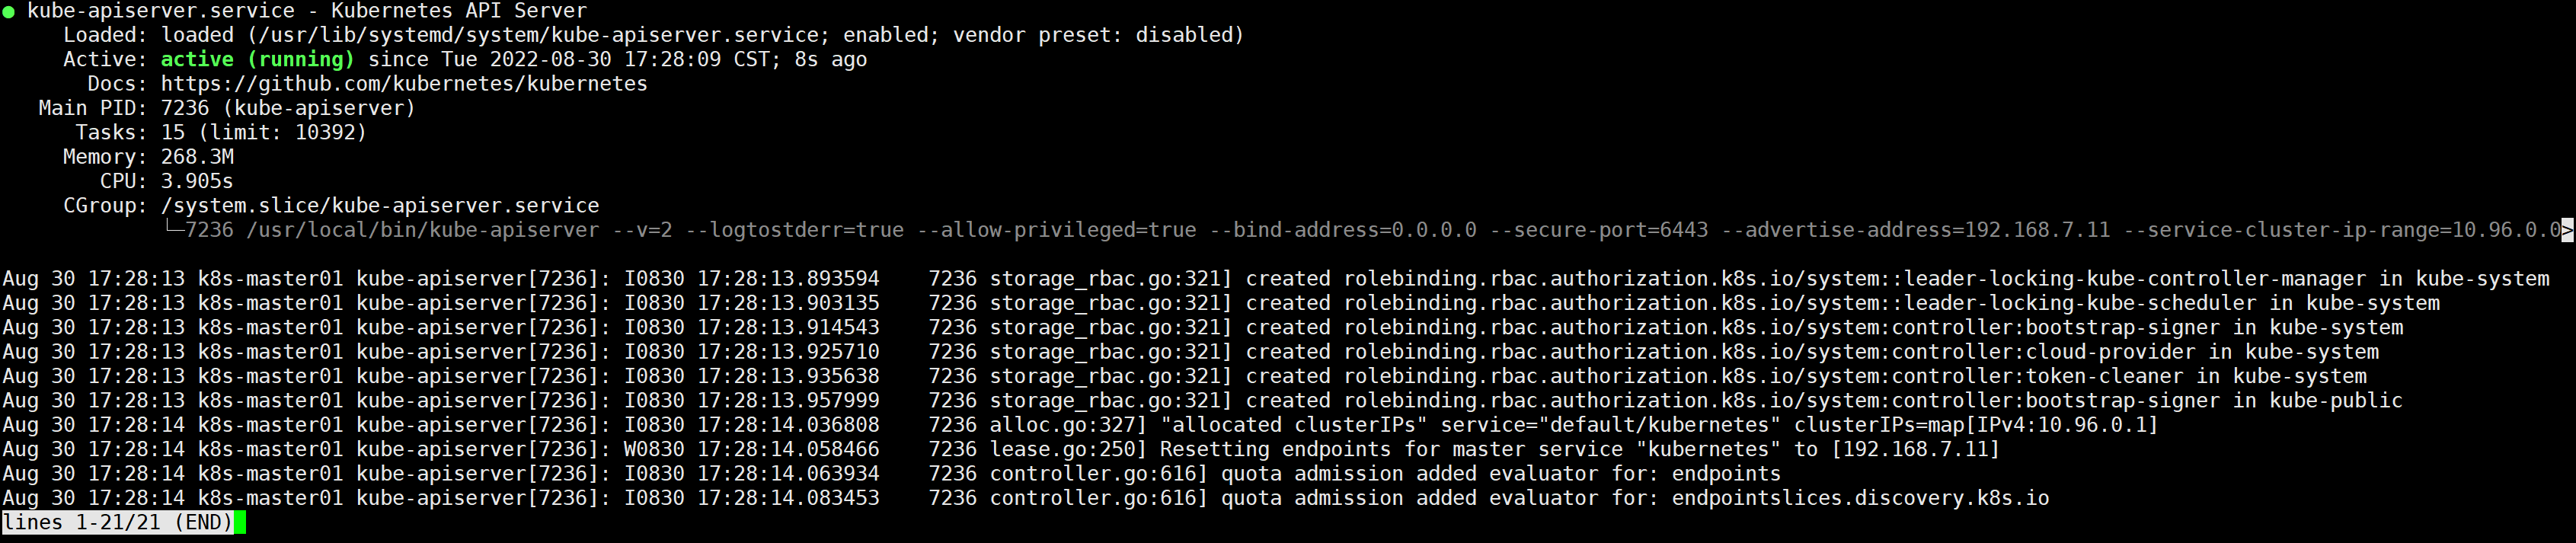 ● kube-apiserver.service - Kubernetes API Server
     Loaded: loaded (/usr/lib/systemd/system/kube-apiserver.service; enabled; vendor preset: disabled)
     Active: active (running) since Tue 2022-08-30 17:28:09 CST; 8s ago
       Docs: https://github.com/kubernetes/kubernetes
   Main PID: 7236 (kube-apiserver)
      Tasks: 15 (limit: 10392)
     Memory: 268.3M
        CPU: 3.905s
     CGroup: /system.slice/kube-apiserver.service
             └─7236 /usr/local/bin/kube-apiserver --v=2 --logtostderr=true --allow-privileged=true --bind-address=0.0.0.0 --secure-port=6443 --advertise-address=192.168.7.11 --service-cluster-ip-range=10.96.0.0>

Aug 30 17:28:13 k8s-master01 kube-apiserver[7236]: I0830 17:28:13.893594    7236 storage_rbac.go:321] created rolebinding.rbac.authorization.k8s.io/system::leader-locking-kube-controller-manager in kube-system
Aug 30 17:28:13 k8s-master01 kube-apiserver[7236]: I0830 17:28:13.903135    7236 storage_rbac.go:321] created rolebinding.rbac.authorization.k8s.io/system::leader-locking-kube-scheduler in kube-system
Aug 30 17:28:13 k8s-master01 kube-apiserver[7236]: I0830 17:28:13.914543    7236 storage_rbac.go:321] created rolebinding.rbac.authorization.k8s.io/system:controller:bootstrap-signer in kube-system
Aug 30 17:28:13 k8s-master01 kube-apiserver[7236]: I0830 17:28:13.925710    7236 storage_rbac.go:321] created rolebinding.rbac.authorization.k8s.io/system:controller:cloud-provider in kube-system
Aug 30 17:28:13 k8s-master01 kube-apiserver[7236]: I0830 17:28:13.935638    7236 storage_rbac.go:321] created rolebinding.rbac.authorization.k8s.io/system:controller:token-cleaner in kube-system
Aug 30 17:28:13 k8s-master01 kube-apiserver[7236]: I0830 17:28:13.957999    7236 storage_rbac.go:321] created rolebinding.rbac.authorization.k8s.io/system:controller:bootstrap-signer in kube-public
Aug 30 17:28:14 k8s-master01 kube-apiserver[7236]: I0830 17:28:14.036808    7236 alloc.go:327] "allocated clusterIPs" service="default/kubernetes" clusterIPs=map[IPv4:10.96.0.1]
Aug 30 17:28:14 k8s-master01 kube-apiserver[7236]: W0830 17:28:14.058466    7236 lease.go:250] Resetting endpoints for master service "kubernetes" to [192.168.7.11]
Aug 30 17:28:14 k8s-master01 kube-apiserver[7236]: I0830 17:28:14.063934    7236 controller.go:616] quota admission added evaluator for: endpoints
Aug 30 17:28:14 k8s-master01 kube-apiserver[7236]: I0830 17:28:14.083453    7236 controller.go:616] quota admission added evaluator for: endpointslices.discovery.k8s.io
lines 1-21/21 (END)